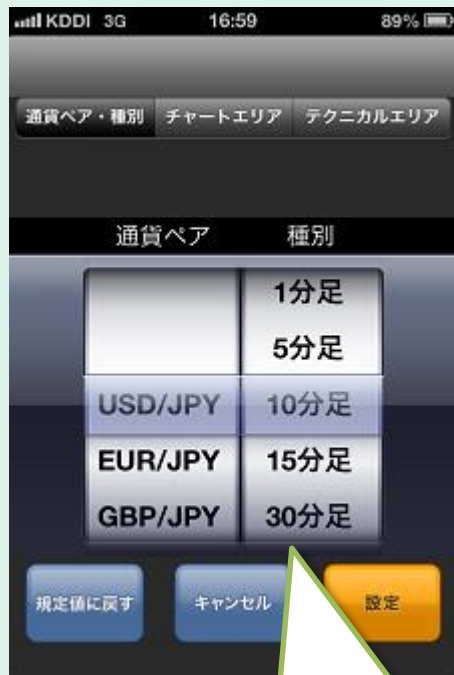 KDDI 3G 16:59 89%
通貨ペア・種別 チャートエリア テクニカルエリア
通貨ペア 種別
1分足
5分足
USD/JPY 10分足
EUR/JPY 15分足
GBP/JPY 30分足
規定値に戻す キャンセル 設定